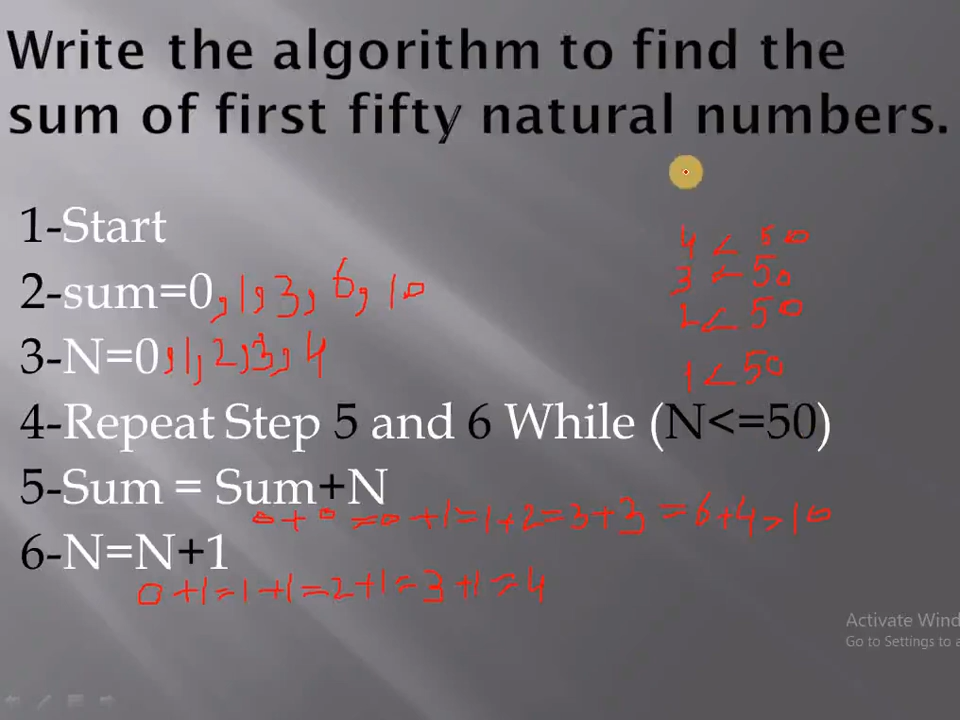 Write the algorithm to find the
sum of first fifty natural numbers.
1-Start
4 < 50
2-sum=0,1,3,6,10
3 < 50
2 < 50
3-N=0,1,2,3,4
1 < 50
4-Repeat Step 5 and 6 While (N<=50)
5-Sum = Sum+N
0+0=0+1=1+2=3+3=6+4=10
6-N=N+1
0+1=1+1=2+1=3+1=4
Activate Wind
Go to Settings to a